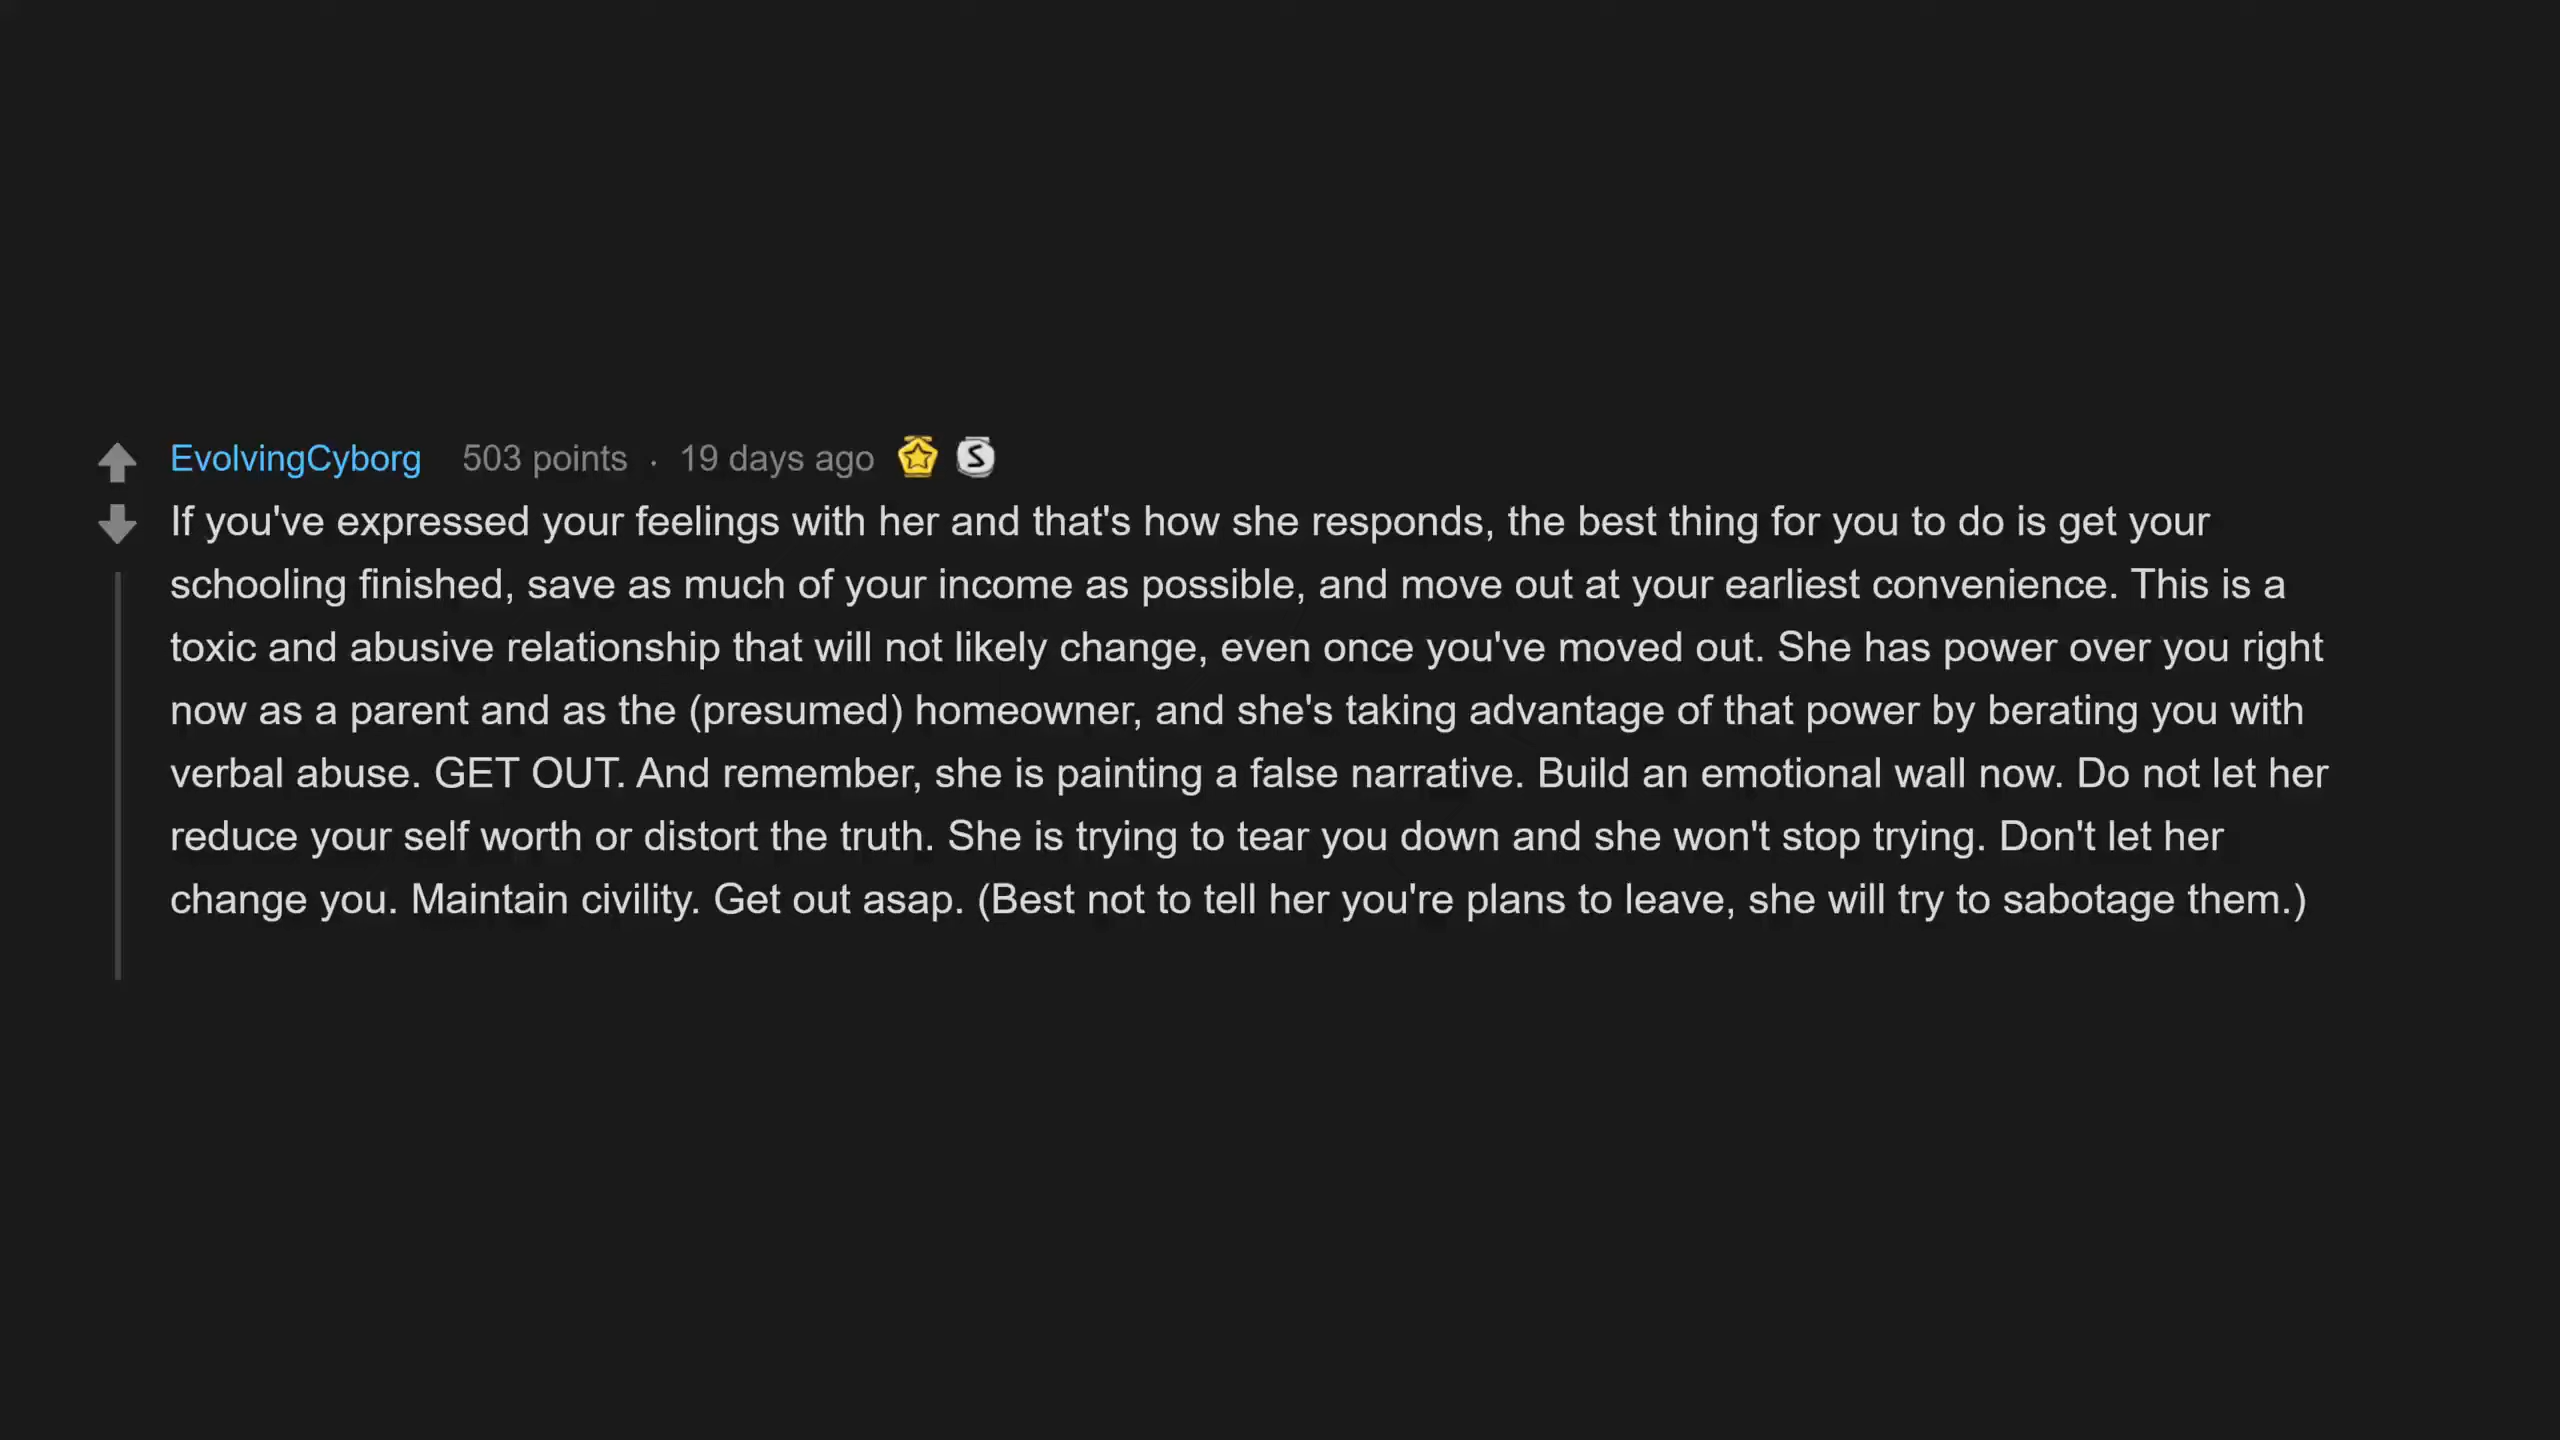 EvolvingCyborg 503 points · 19 days ago S
If you've expressed your feelings with her and that's how she responds, the best thing for you to do is get your
schooling finished, save as much of your income as possible, and move out at your earliest convenience. This is a
toxic and abusive relationship that will not likely change, even once you've moved out. She has power over you right
now as a parent and as the (presumed) homeowner, and she's taking advantage of that power by berating you with
verbal abuse. GET OUT. And remember, she is painting a false narrative. Build an emotional wall now. Do not let her
reduce your self worth or distort the truth. She is trying to tear you down and she won't stop trying. Don't let her
change you. Maintain civility. Get out asap. (Best not to tell her you're plans to leave, she will try to sabotage them.)